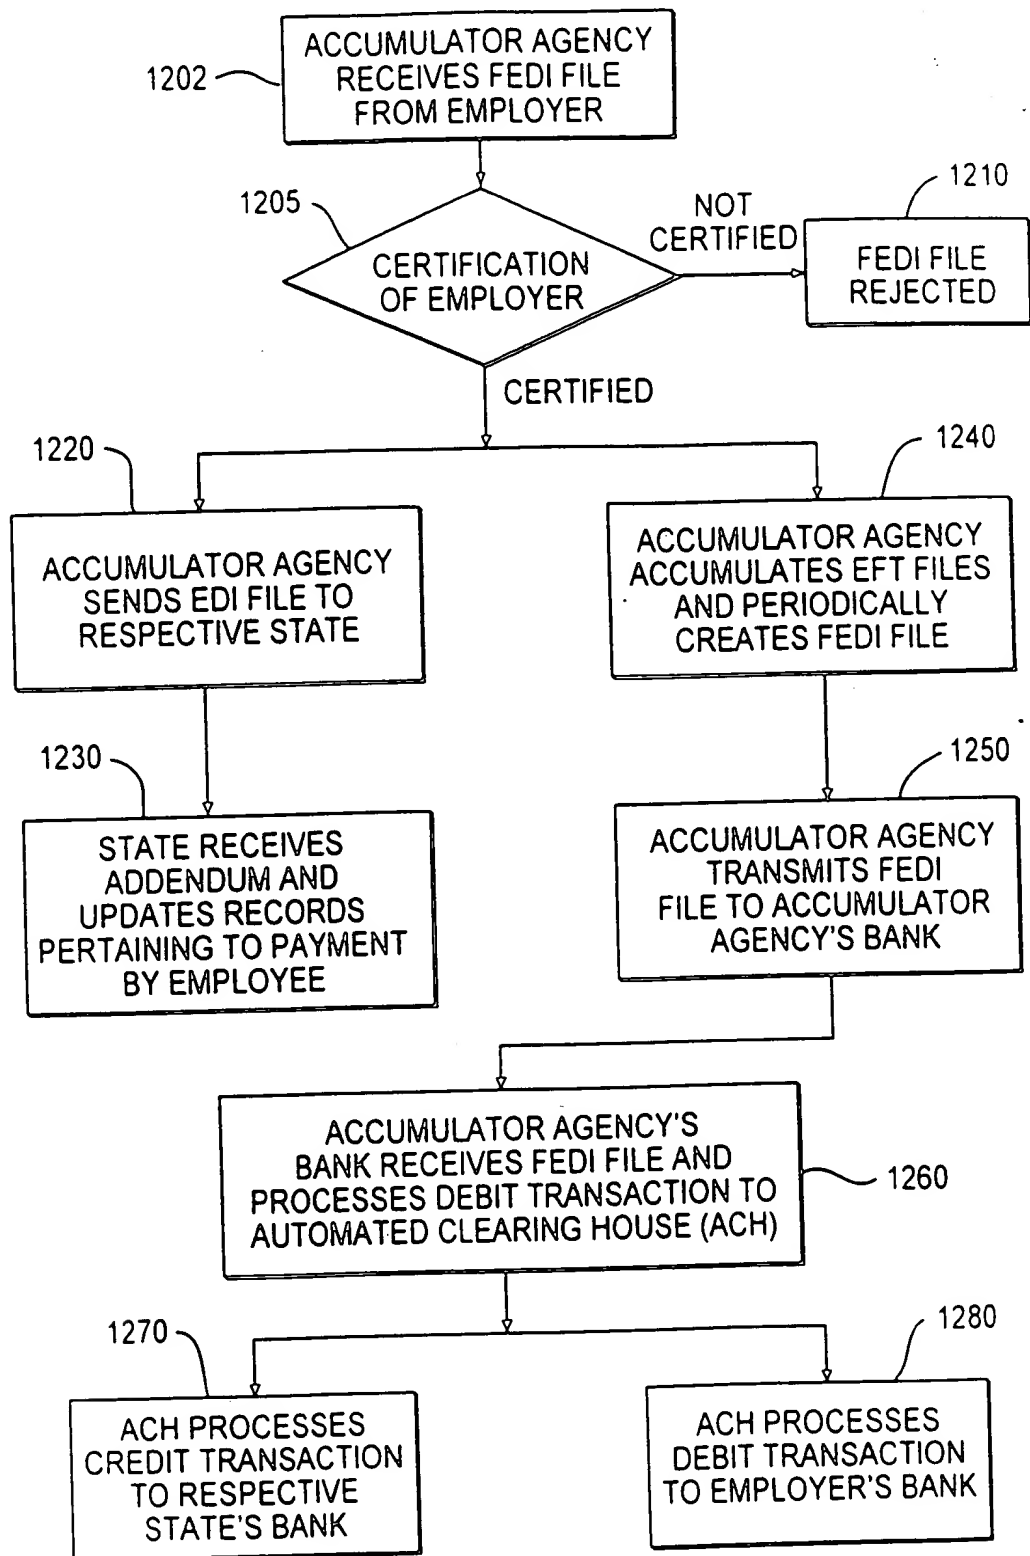 1202
ACCUMULATOR AGENCY
RECEIVES FEDI FILE
FROM EMPLOYER
1205
CERTIFICATION
OF EMPLOYER
NOT
CERTIFIED
1210
FEDI FILE
REJECTED
CERTIFIED
1220
ACCUMULATOR AGENCY
SENDS EDI FILE TO
RESPECTIVE STATE
1240
ACCUMULATOR AGENCY
ACCUMULATES EFT FILES
AND PERIODICALLY
CREATES FEDI FILE
1230
STATE RECEIVES
ADDENDUM AND
UPDATES RECORDS
PERTAINING TO PAYMENT
BY EMPLOYEE
1250
ACCUMULATOR AGENCY
TRANSMITS FEDI
FILE TO ACCUMULATOR
AGENCY'S BANK
ACCUMULATOR AGENCY'S
BANK RECEIVES FEDI FILE AND
PROCESSES DEBIT TRANSACTION TO
AUTOMATED CLEARING HOUSE (ACH)
1260
1270
ACH PROCESSES
CREDIT TRANSACTION
TO RESPECTIVE
STATE'S BANK
1280
ACH PROCESSES
DEBIT TRANSACTION
TO EMPLOYER'S BANK